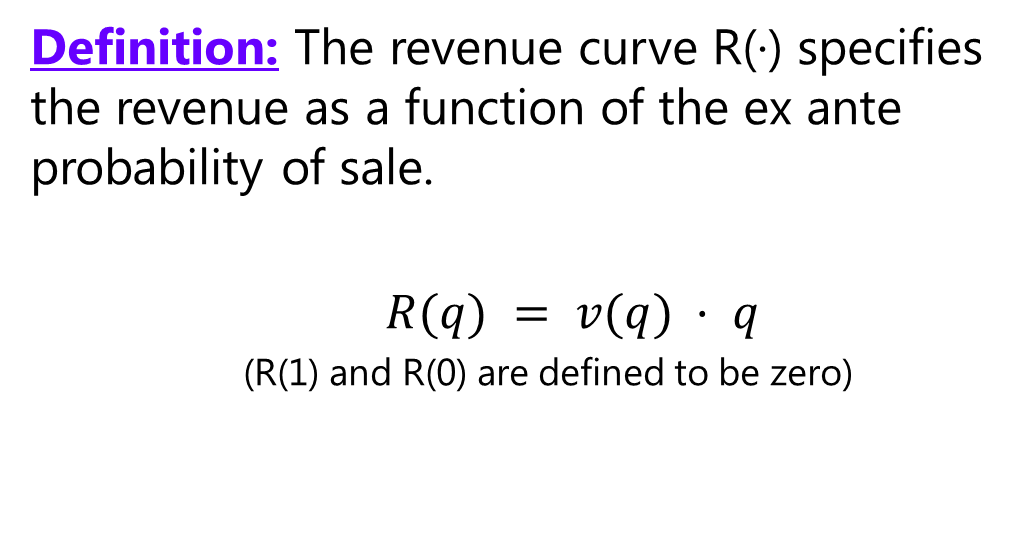 Definition: The revenue curve R(·) specifies
the revenue as a function of the ex ante
probability of sale.
R(q) = v(q) · q
(R(1) and R(0) are defined to be zero)